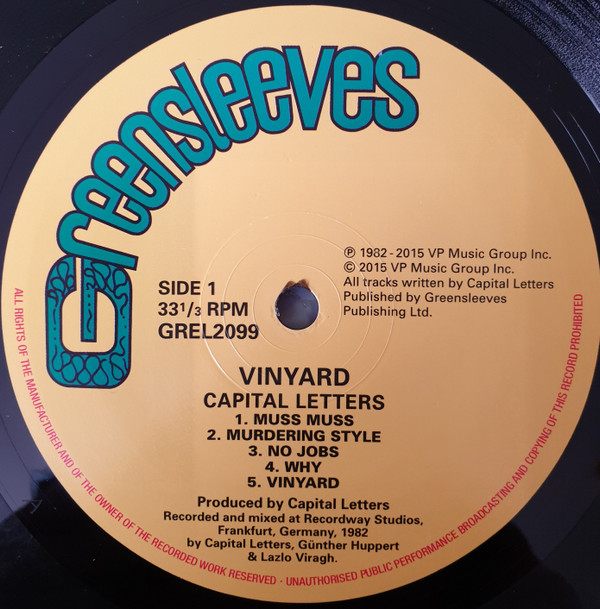 Greensleeves
℗ 1982 - 2015 VP Music Group Inc.
© 2015 VP Music Group Inc.
All tracks written by Capital Letters
Published by Greensleeves
Publishing Ltd.
SIDE 1
33 1/3 RPM
GREL2099
VINYARD
CAPITAL LETTERS
1. MUSS MUSS
2. MURDERING STYLE
3. NO JOBS
4. WHY
5. VINYARD
Produced by Capital Letters
Recorded and mixed at Recordway Studios,
Frankfurt, Germany, 1982
by Capital Letters, Günther Huppert
& Lazlo Viragh.
ALL RIGHTS OF THE MANUFACTURER AND OF THE OWNER OF THE RECORDED WORK RESERVED - UNAUTHORISED PUBLIC PERFORMANCE BROADCASTING AND COPYING OF THIS RECORD PROHIBITED